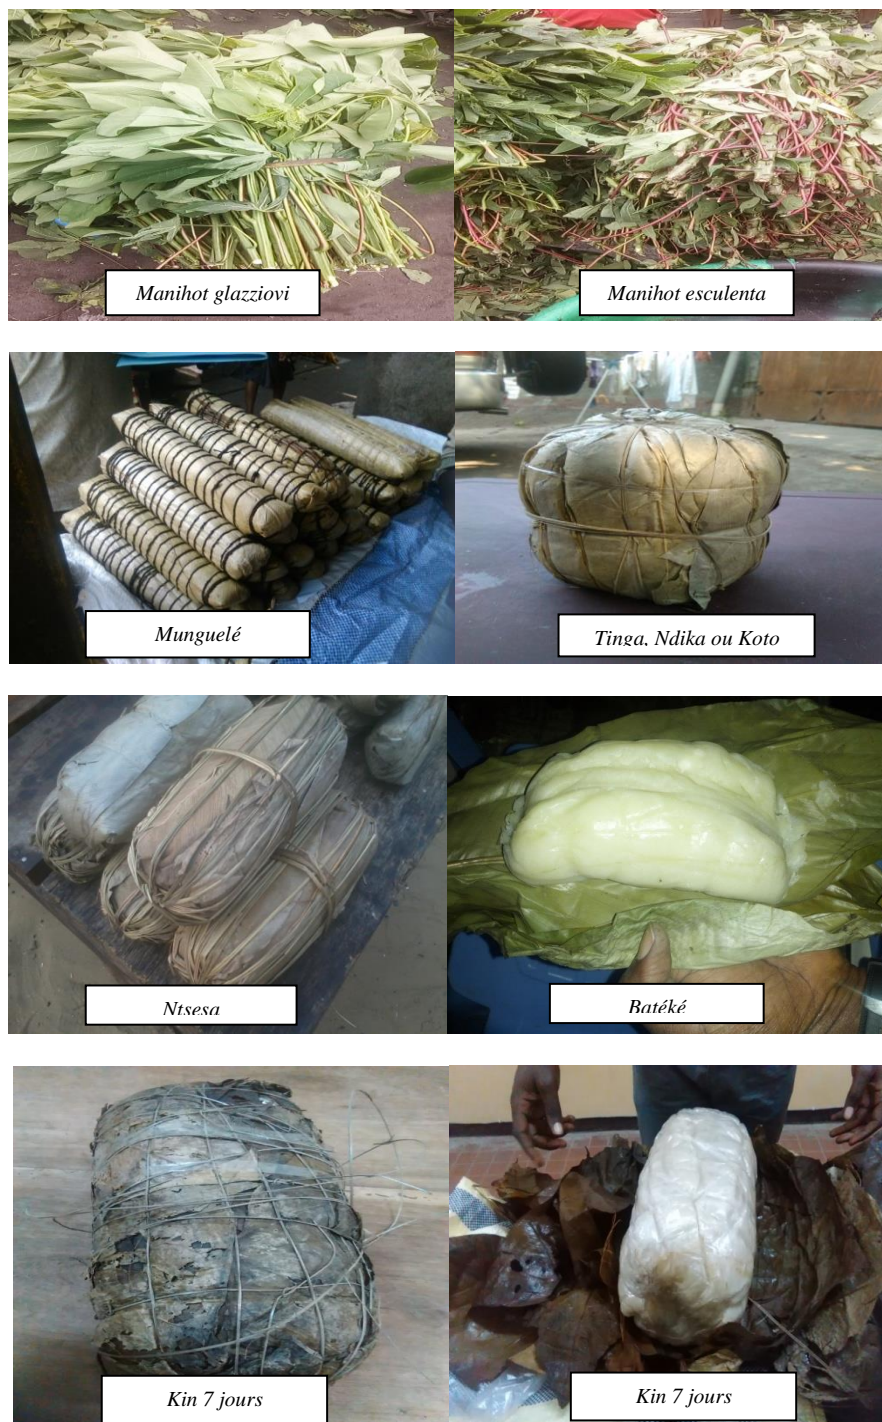 Manihot glazziovi
Manihot esculenta
Munguelé
Tinga, Ndika ou Koto
Ntsesa
Batéké
Kin 7 jours
Kin 7 jours